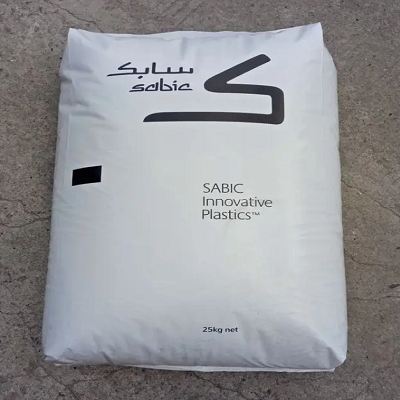 سابك
sabic
SABIC
Innovative
Plastics™
25kg net